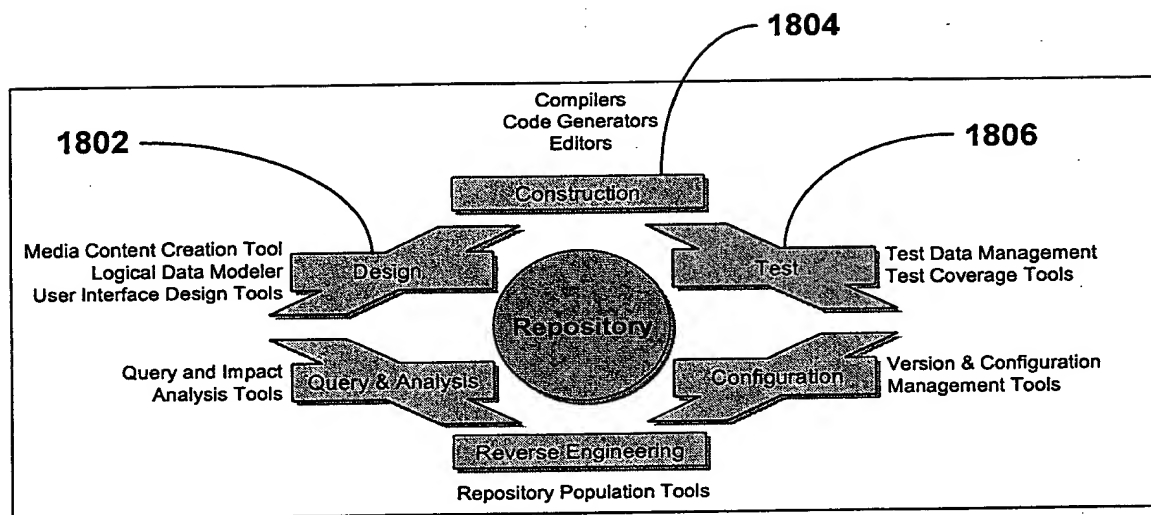 1804
Compilers
Code Generators
Editors
1802
1806
Construction
Media Content Creation Tool
Logical Data Modeler
User Interface Design Tools
Design
Test
Test Data Management
Test Coverage Tools
Repository
Query and Impact
Analysis Tools
Query & Analysis
Configuration
Version & Configuration
Management Tools
Reverse Engineering
Repository Population Tools